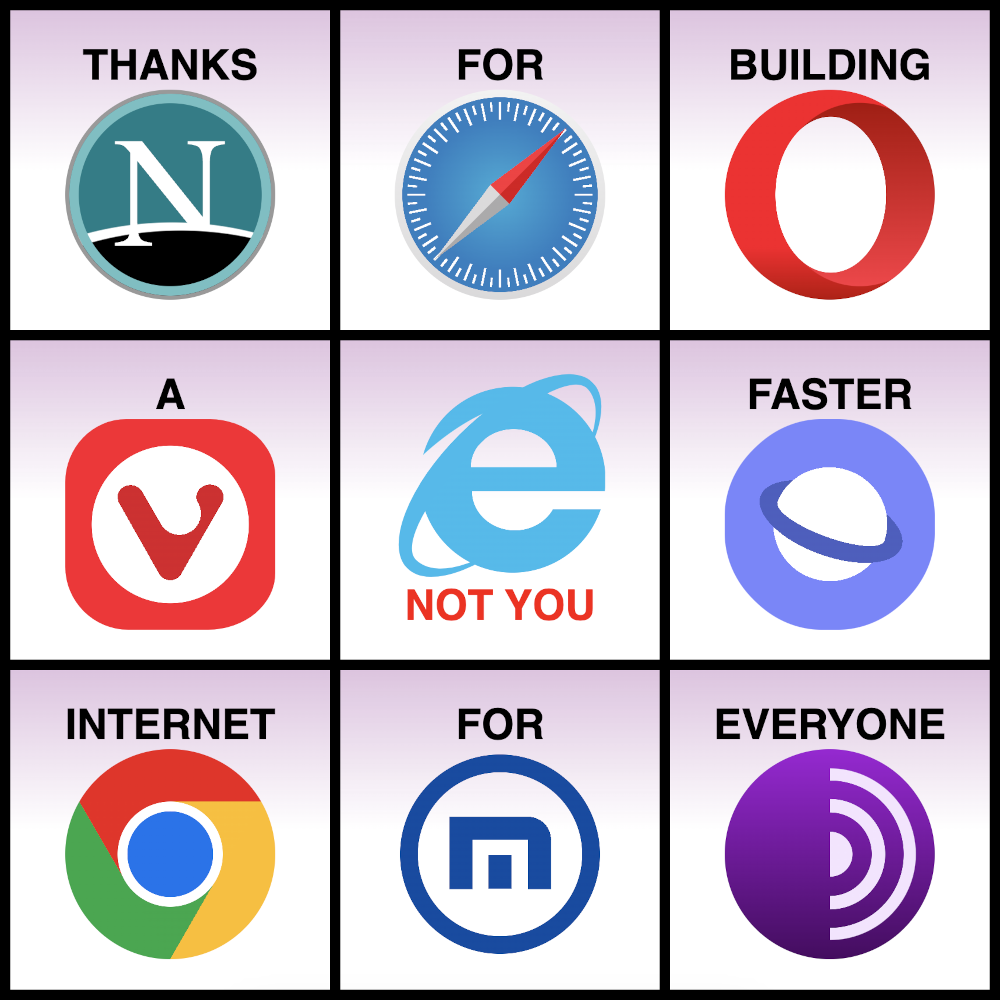 THANKS
FOR
BUILDING
N
A
NOT YOU
FASTER
INTERNET
FOR
EVERYONE